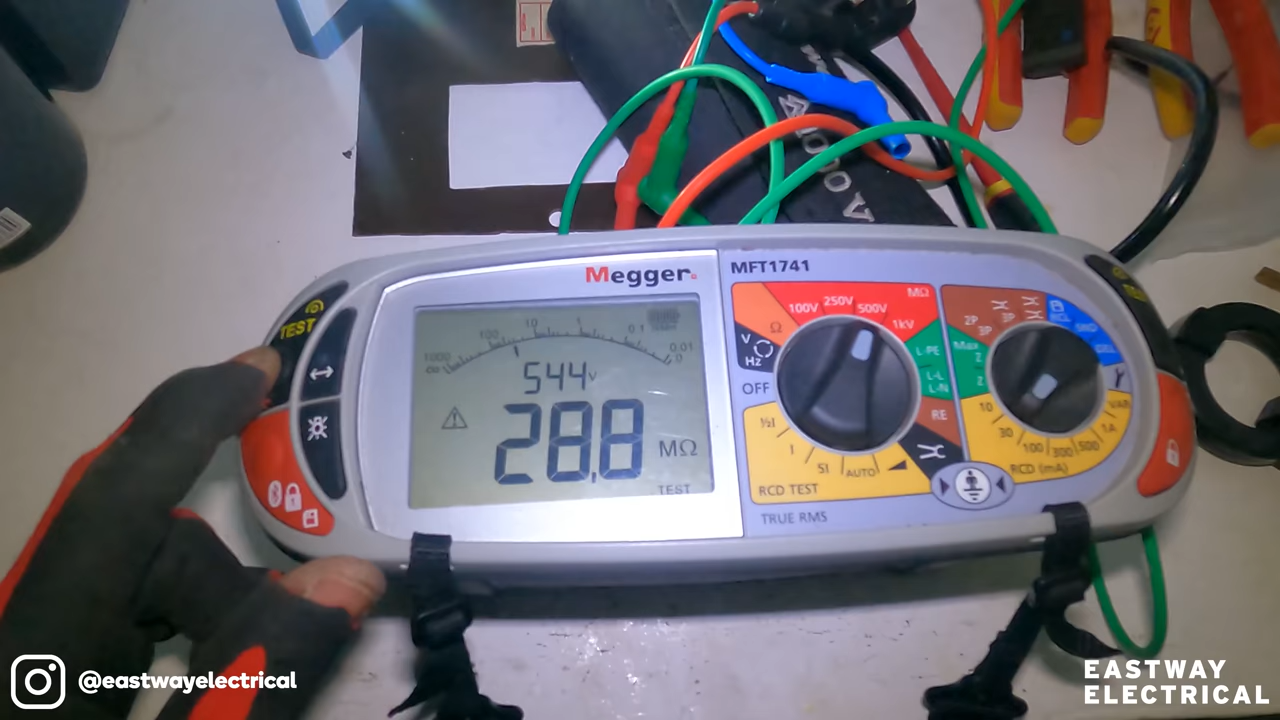 Megger
MFT1741
TEST
1000
100
10
1
0.1
0.01
0
∞
544V
28.8
MΩ
TEST
Ω
100V
250V
500V
MΩ
1kV
V
Hz
OFF
L-PE
L-L
L-N
RE
½I
1
5I
AUTO
RCD TEST
TRUE RMS
2P
3P
Max
Z
Z
10
30
100
300
500
1A
VAR
RCD (mA)
@eastwayelectrical
EASTWAY
ELECTRICAL